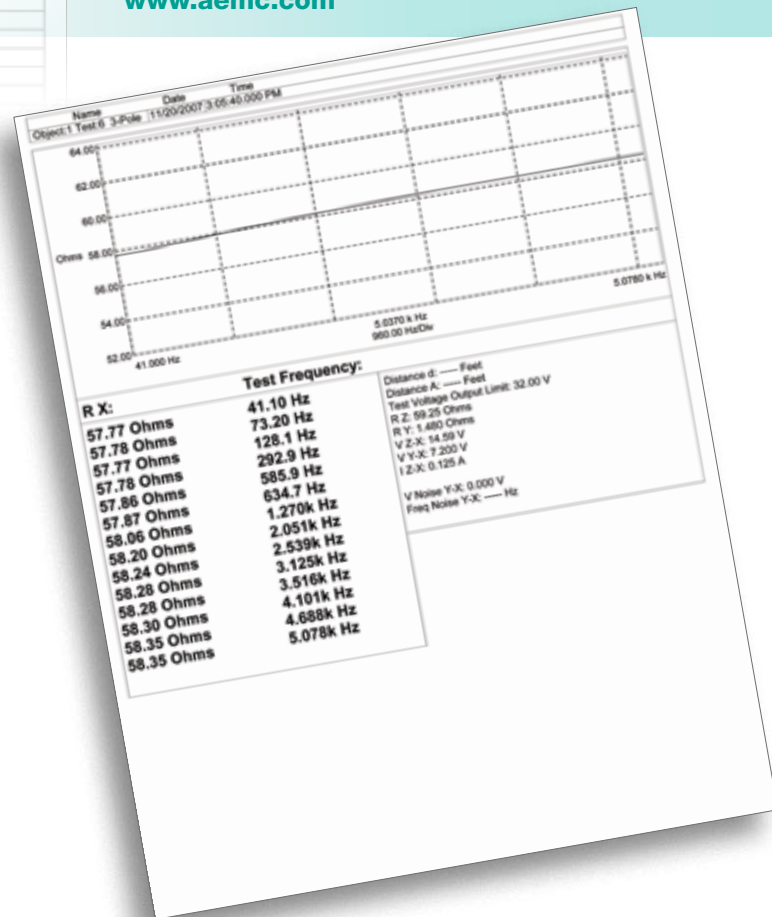 www.aemc.com
Name Date Time
Object:1 Test:6 3-Pole 11/20/2007 3:05:40.000 PM
64.00
62.00
60.00
Ohms 58.00
56.00
54.00
52.00
41.000 Hz
5.0370 k Hz
960.00 Hz/Div
5.0780 k Hz
R X: Test Frequency:
57.77 Ohms 41.10 Hz
57.78 Ohms 73.20 Hz
57.77 Ohms 128.1 Hz
57.78 Ohms 292.9 Hz
57.86 Ohms 585.9 Hz
57.87 Ohms 634.7 Hz
58.06 Ohms 1.270k Hz
58.20 Ohms 2.051k Hz
58.24 Ohms 2.539k Hz
58.28 Ohms 3.125k Hz
58.28 Ohms 3.516k Hz
58.30 Ohms 4.101k Hz
58.35 Ohms 4.688k Hz
58.35 Ohms 5.078k Hz
Distance d: ---- Feet
Distance A: ---- Feet
Test Voltage Output Limit: 32.00 V
R Z: 59.25 Ohms
R Y: 1.480 Ohms
V Z-X: 14.59 V
V Y-X: 7.200 V
I Z-X: 0.125 A
V Noise Y-X: 0.000 V
Freq Noise Y-X: ---- Hz